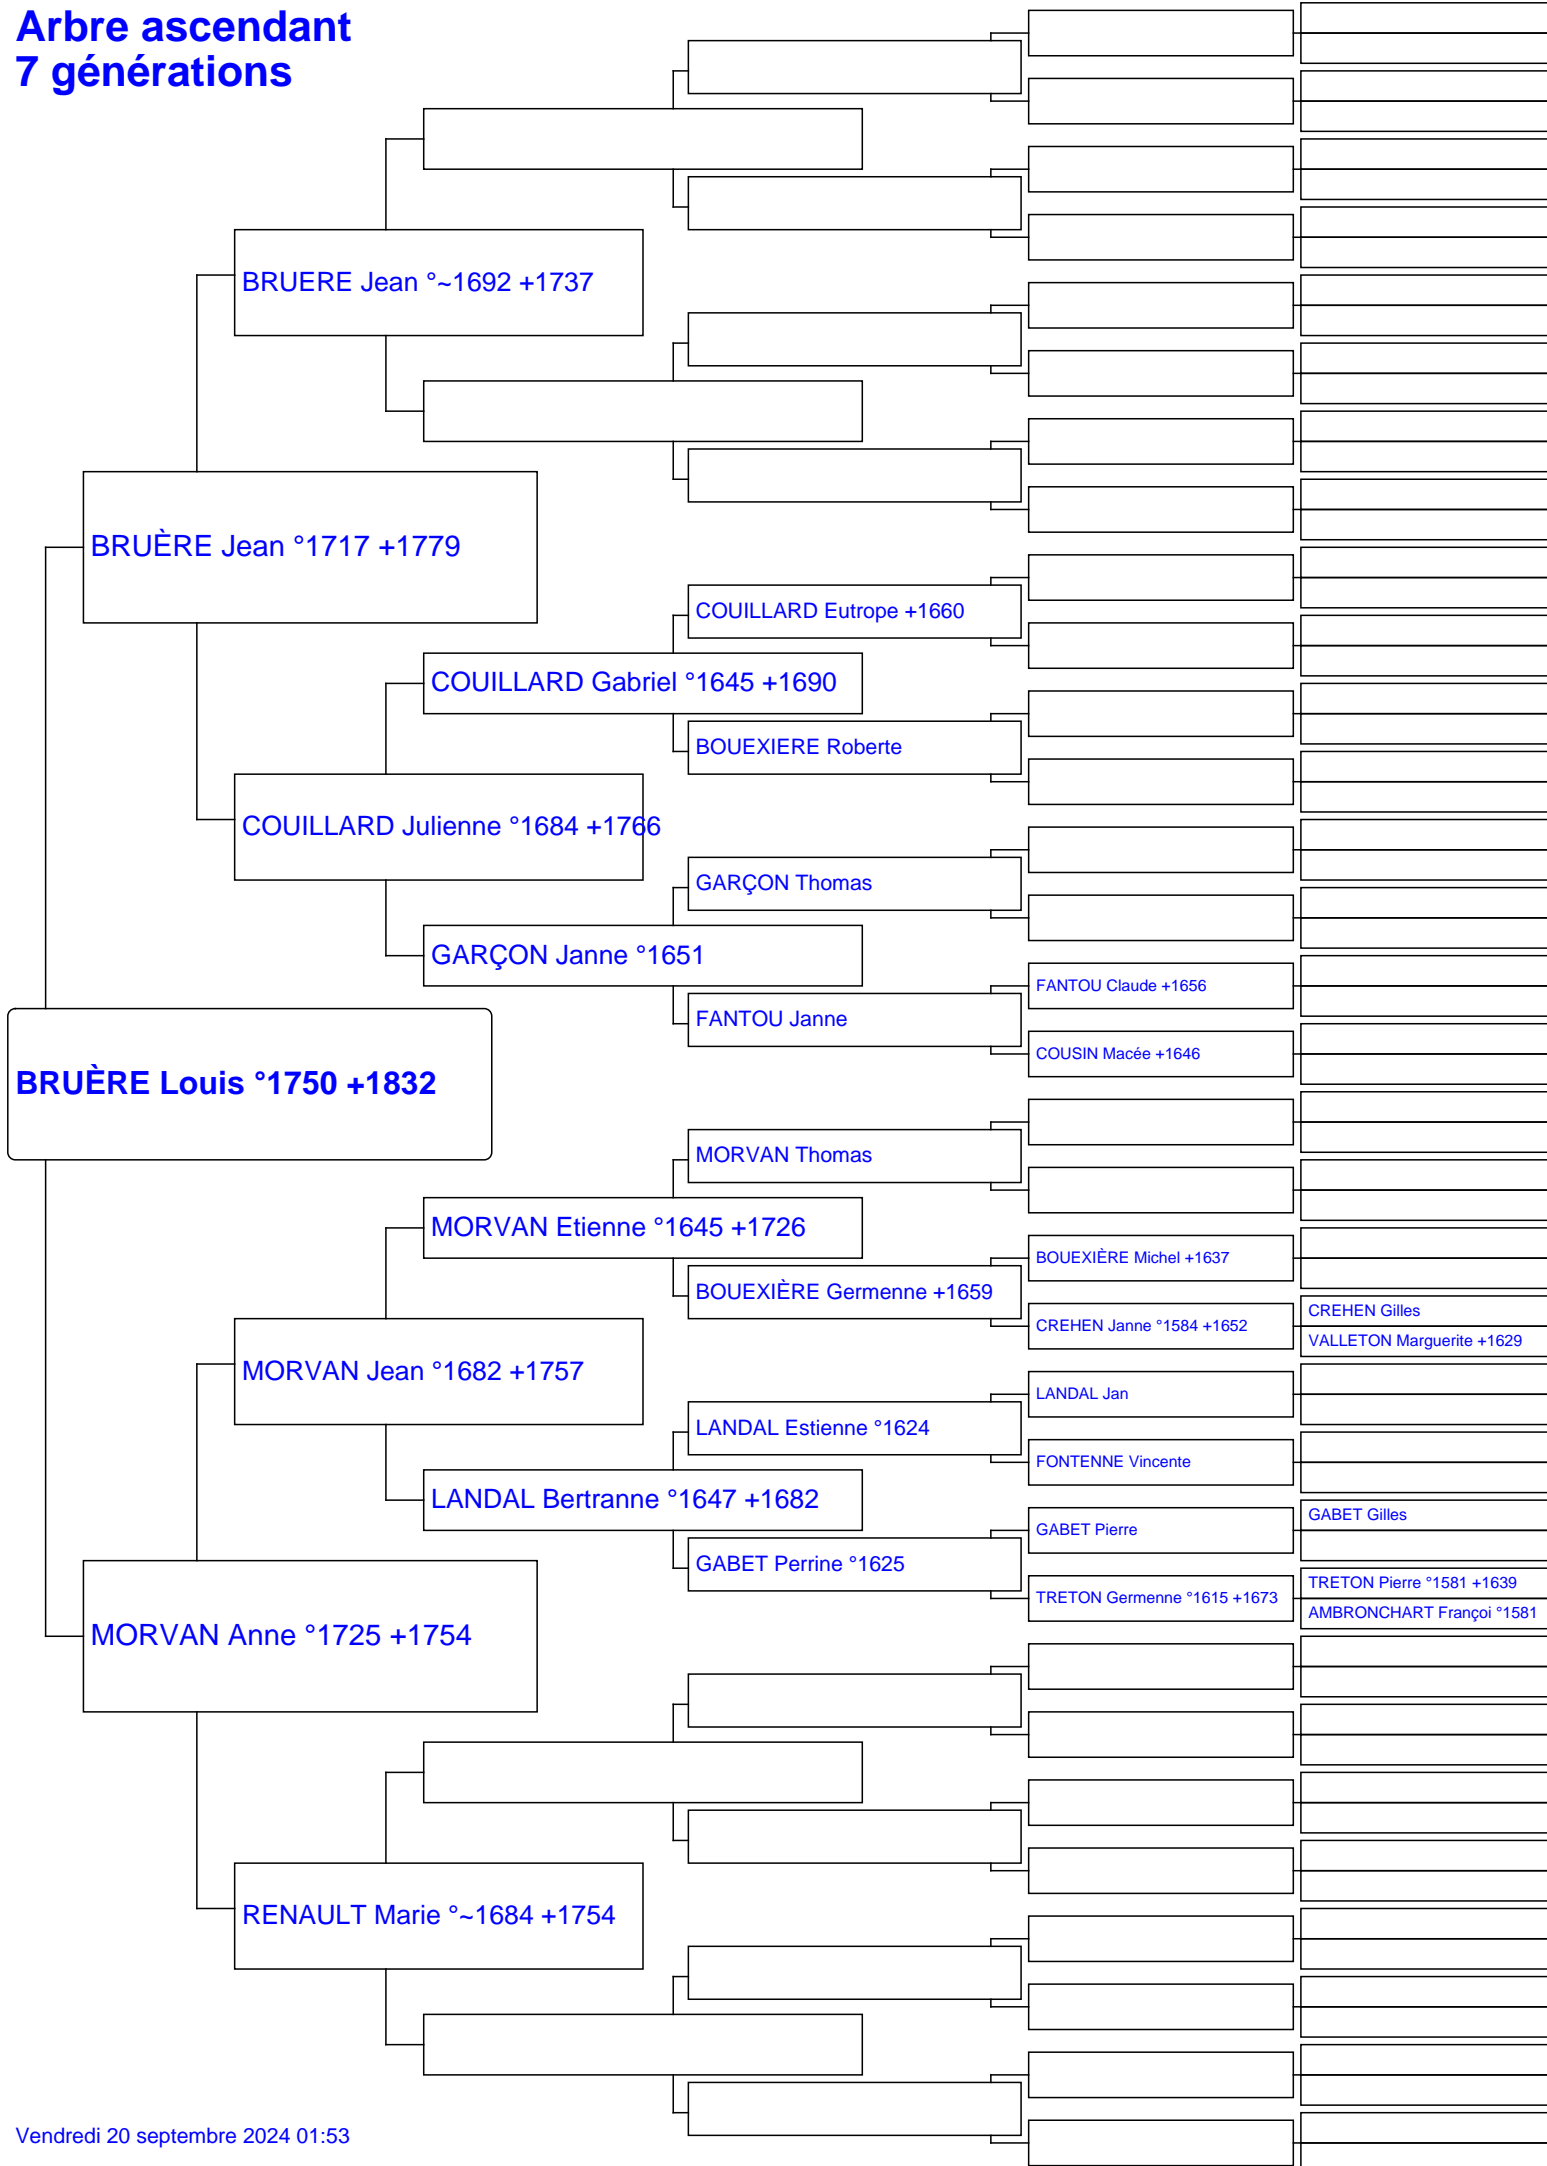 Arbre ascendant
7 générations
BRUERE Jean °~1692 +1737
BRUÈRE Jean °1717 +1779
COUILLARD Eutrope +1660
COUILLARD Gabriel °1645 +1690
BOUEXIERE Roberte
COUILLARD Julienne °1684 +1766
GARÇON Thomas
GARÇON Janne °1651
FANTOU Claude +1656
FANTOU Janne
COUSIN Macée +1646
BRUÈRE Louis °1750 +1832
MORVAN Thomas
MORVAN Etienne °1645 +1726
BOUEXIÈRE Michel +1637
BOUEXIÈRE Germenne +1659
CREHEN Gilles
CREHEN Janne °1584 +1652
VALLETON Marguerite +1629
MORVAN Jean °1682 +1757
LANDAL Jan
LANDAL Estienne °1624
FONTENNE Vincente
LANDAL Bertranne °1647 +1682
GABET Gilles
GABET Pierre
GABET Perrine °1625
TRETON Pierre °1581 +1639
TRETON Germenne °1615 +1673
AMBRONCHART Françoi °1581
MORVAN Anne °1725 +1754
RENAULT Marie °~1684 +1754
Vendredi 20 septembre 2024 01:53